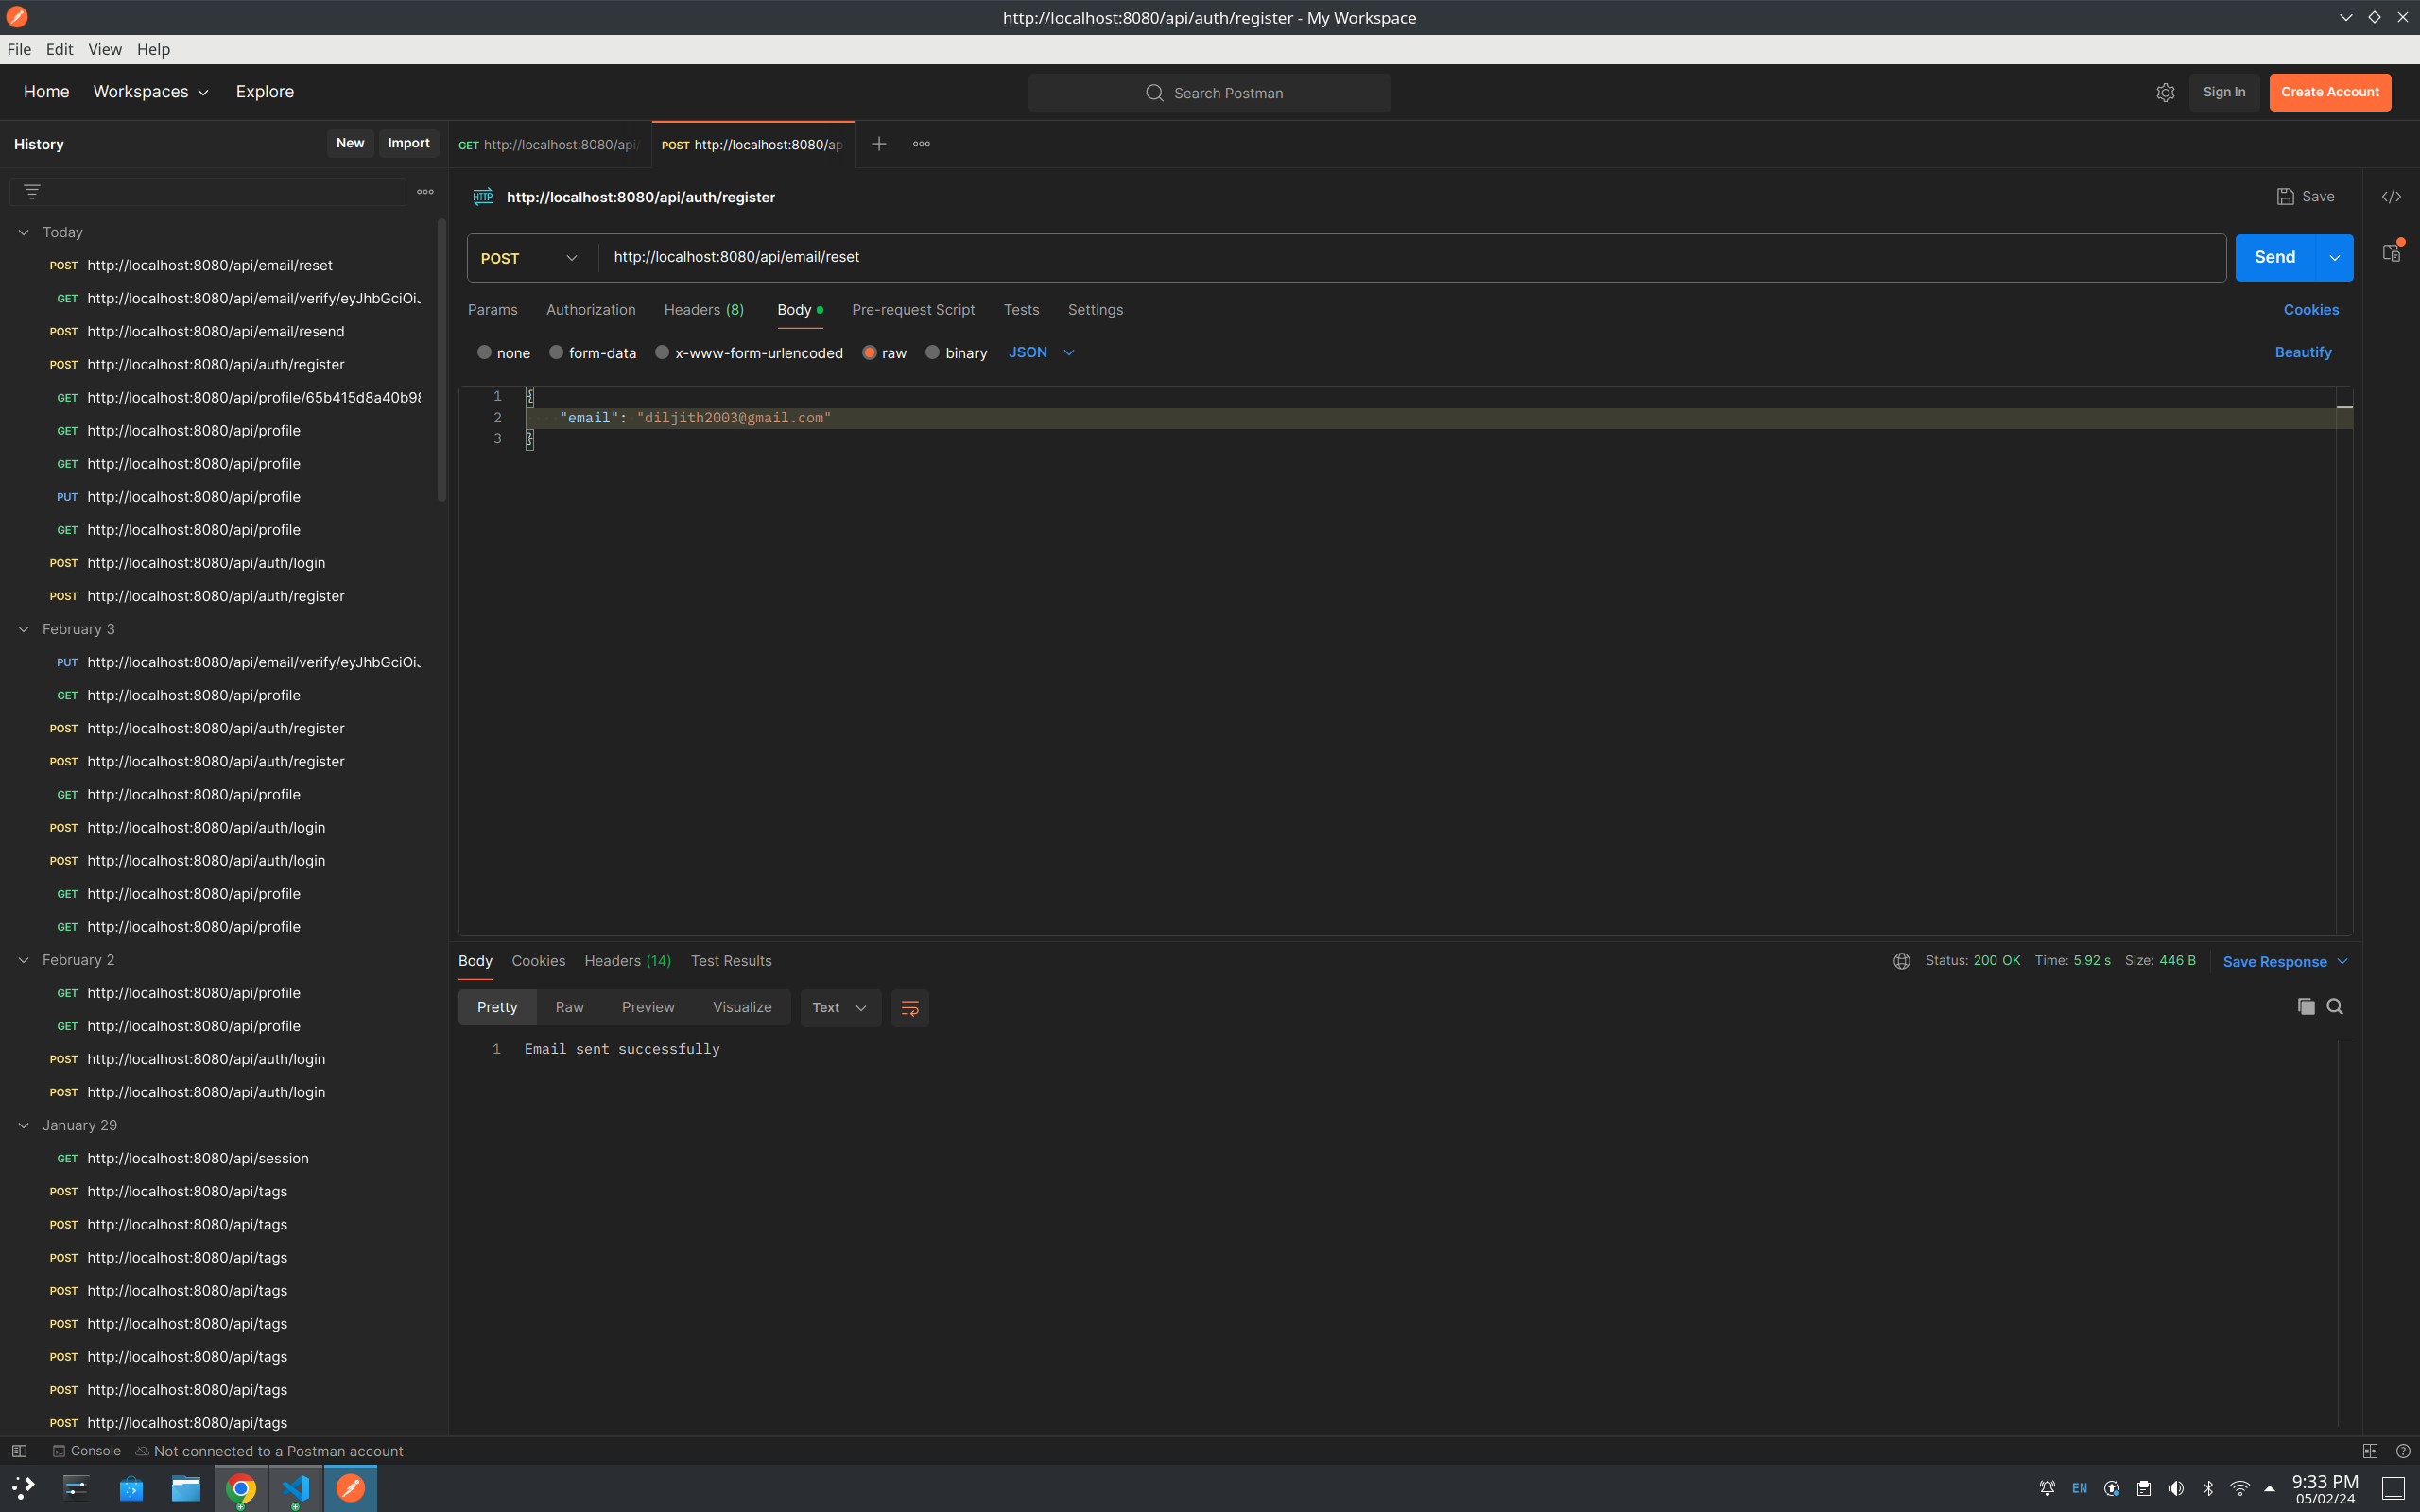 http://localhost:8080/api/auth/register - My Workspace
File Edit View Help
Home Workspaces Explore Search Postman Sign In Create Account
History New Import
GET http://localhost:8080/api/ POST http://localhost:8080/ap
http://localhost:8080/api/auth/register Save
POST http://localhost:8080/api/email/reset Send
Params Authorization Headers (8) Body Pre-request Script Tests Settings Cookies
none form-data x-www-form-urlencoded raw binary JSON Beautify
1 {
2 "email": "diljith2003@gmail.com"
3 }
Today
POST http://localhost:8080/api/email/reset
GET http://localhost:8080/api/email/verify/eyJhbGciOiJ
POST http://localhost:8080/api/email/resend
POST http://localhost:8080/api/auth/register
GET http://localhost:8080/api/profile/65b415d8a40b98
GET http://localhost:8080/api/profile
GET http://localhost:8080/api/profile
PUT http://localhost:8080/api/profile
GET http://localhost:8080/api/profile
POST http://localhost:8080/api/auth/login
POST http://localhost:8080/api/auth/register
February 3
PUT http://localhost:8080/api/email/verify/eyJhbGciOiJ
GET http://localhost:8080/api/profile
POST http://localhost:8080/api/auth/register
POST http://localhost:8080/api/auth/register
GET http://localhost:8080/api/profile
POST http://localhost:8080/api/auth/login
POST http://localhost:8080/api/auth/login
GET http://localhost:8080/api/profile
GET http://localhost:8080/api/profile
February 2
GET http://localhost:8080/api/profile
GET http://localhost:8080/api/profile
POST http://localhost:8080/api/auth/login
POST http://localhost:8080/api/auth/login
January 29
GET http://localhost:8080/api/session
POST http://localhost:8080/api/tags
POST http://localhost:8080/api/tags
POST http://localhost:8080/api/tags
POST http://localhost:8080/api/tags
POST http://localhost:8080/api/tags
POST http://localhost:8080/api/tags
POST http://localhost:8080/api/tags
POST http://localhost:8080/api/tags
Body Cookies Headers (14) Test Results Status: 200 OK Time: 5.92 s Size: 446 B Save Response
Pretty Raw Preview Visualize Text
1 Email sent successfully
Console Not connected to a Postman account
EN 9:33 PM
05/02/24